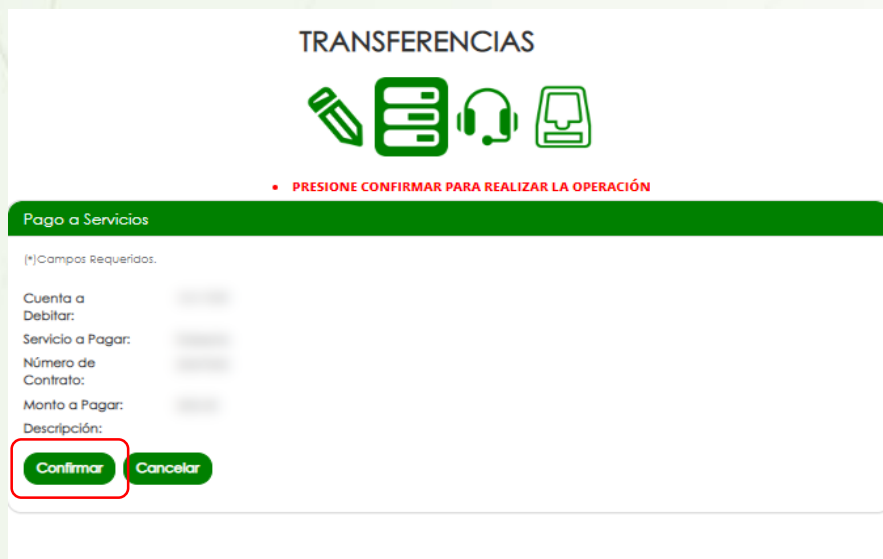 TRANSFERENCIAS
• PRESIONE CONFIRMAR PARA REALIZAR LA OPERACIÓN
Pago a Servicios
(*)Campos Requeridos.
Cuenta a
Debitar:
Servicio a Pagar:
Número de
Contrato:
Monto a Pagar:
Descripción:
Confirmar Cancelar